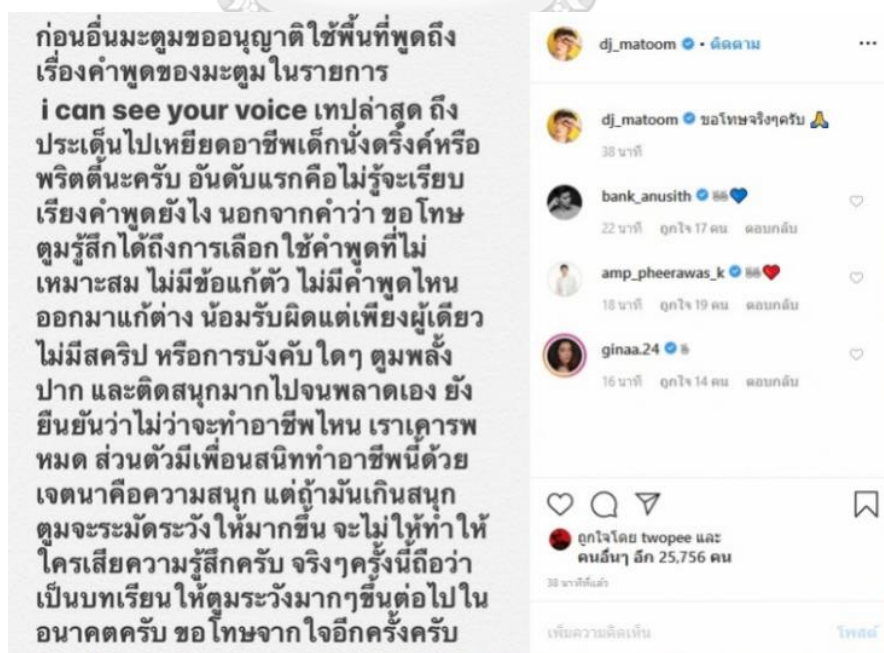 ก่อนอื่นมะตูมขออนุญาติใช้พื้นที่พูดถึง
เรื่องคำพูดของมะตูมในรายการ
i can see your voice เทปล่าสุด ถึง
ประเด็นไปเหยียดอาชีพเด็กนั่งดริ้งค์หรือ
พริตตี้นะครับ อันดับแรกคือไม่รู้จะเรียบ
เรียงคำพูดยังไง นอกจากคำว่า ขอโทษ
ตูมรู้สึกได้ถึงการเลือกใช้คำพูดที่ไม่
เหมาะสม ไม่มีข้อแก้ตัว ไม่มีคำพูดไหน
ออกมาแก้ต่าง น้อมรับผิดแต่เพียงผู้เดียว
ไม่มีสคริป หรือการบังคับใดๆ ตูมพลั้ง
ปาก และติดสนุกมากไปจนพลาดเอง ยัง
ยืนยันว่าไม่ว่าจะทำอาชีพไหน เราเคารพ
หมด ส่วนตัวมีเพื่อนสนิททำอาชีพนี้ด้วย
เจตนาคือความสนุก แต่ถ้ามันเกินสนุก
ตูมจะระมัดระวังให้มากขึ้น จะไม่ให้ทำให้
ใครเสียความรู้สึกครับ จริงๆครั้งนี้ถือว่า
เป็นบทเรียนให้ตูมระวังมากๆขึ้นต่อไปใน
อนาคตครับ ขอโทษจากใจอีกครั้งครับ
dj_matoom • ติดตาม
dj_matoom ขอโทษจริงๆครับ 🙏
38 นาที
bank_anusith 💙
22 นาที ถูกใจ 17 คน ตอบกลับ
amp_pheerawas_k ❤️
18 นาที ถูกใจ 19 คน ตอบกลับ
ginaa.24
16 นาที ถูกใจ 14 คน ตอบกลับ
ถูกใจโดย twopee และ
คนอื่นๆ อีก 25,756 คน
38 นาทีที่แล้ว
เพิ่มความคิดเห็น โพสต์